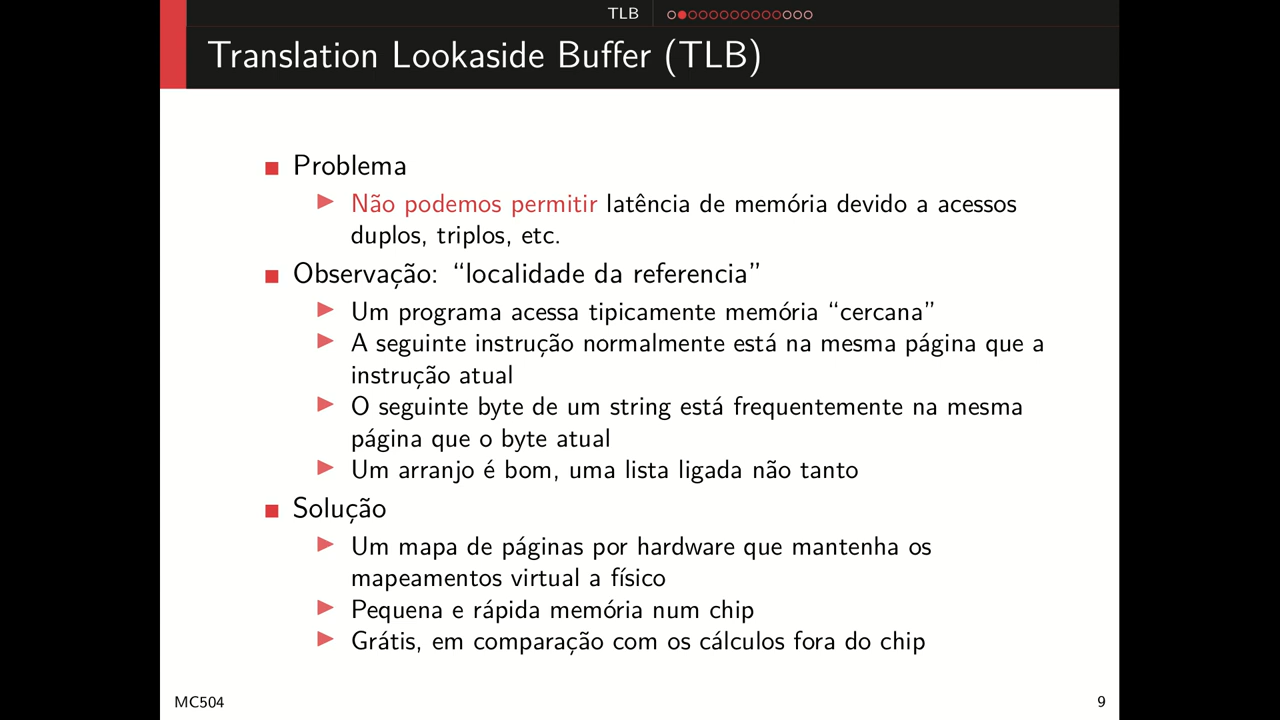 TLB
Translation Lookaside Buffer (TLB)
Problema
Não podemos permitir latência de memória devido a acessos
duplos, triplos, etc.
Observação: “localidade da referencia”
Um programa acessa tipicamente memória “cercana”
A seguinte instrução normalmente está na mesma página que a
instrução atual
O seguinte byte de um string está frequentemente na mesma
página que o byte atual
Um arranjo é bom, uma lista ligada não tanto
Solução
Um mapa de páginas por hardware que mantenha os
mapeamentos virtual a físico
Pequena e rápida memória num chip
Grátis, em comparação com os cálculos fora do chip
MC504
9